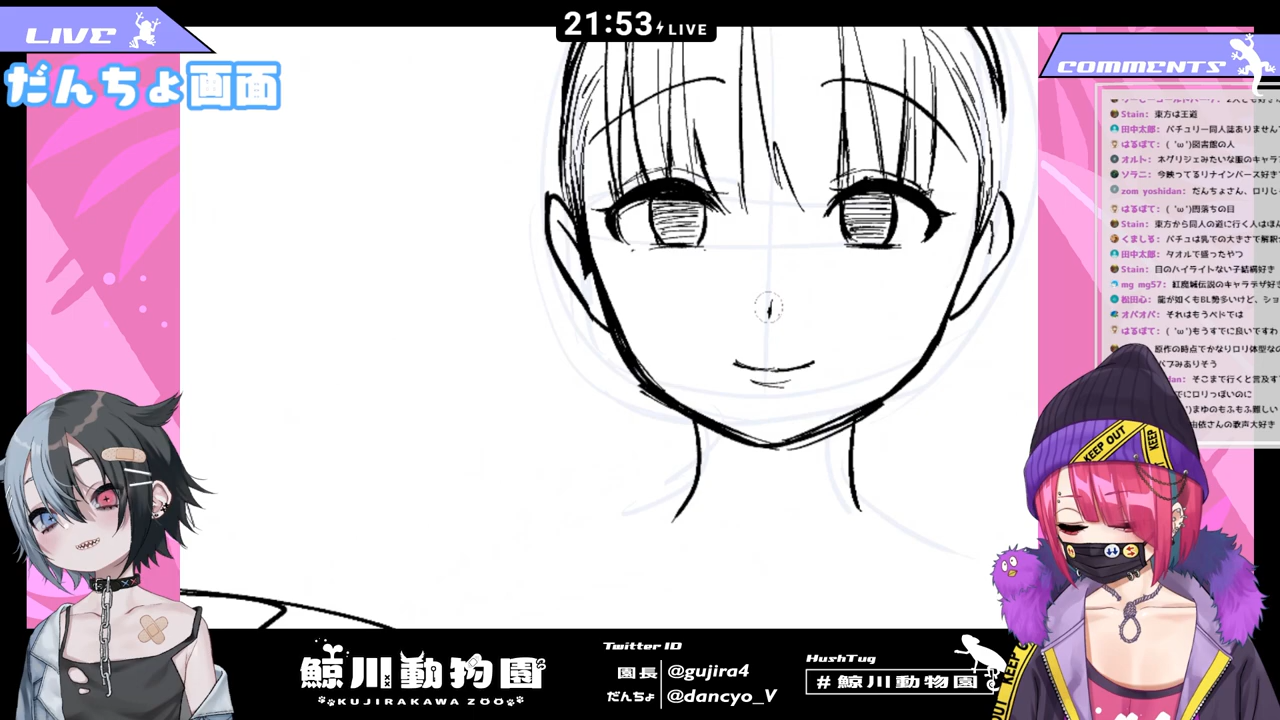 LIVE
だんちょ画面
21:53 LIVE
COMMENTS
Stain: 東方は王道
田中太郎: パチュリー同人誌ありません
はるぽて: ( 'ω')図書館の人
オルト: ネグリジェみたいな服のキャラ
ソラニ: 今映ってるリナインバース好き
zom yoshidan: だんちょさん、ロリじ
はるぽて: ( 'ω')闇落ちの目
Stain: 東方から同人の道に行く人はほん
くましる: パチュは乳での大きさで解釈
田中太郎: タオルで盛ったやつ
Stain: 目のハイライトない子結構好き
mg mg57: 紅魔城伝説のキャラデザ好き
松田心: 龍が如くもBL勢多いけど、ショ
オパオパ: それはもうペドでは
はるぽて: ( 'ω')もうすでに良いですわ
原作の時点でかなりロリ体型なの
バブみありそう
dan: そこまで行くと言及す
でにロリっぽいのに
')まゆのもふもふ難しい
由依さんの歌声大好き
KEEP OUT
KEEP
鯨川動物園
KUJIRAKAWA ZOO
Twitter ID
園長 @gujira4
だんちょ @dancyo_V
HushTug
#鯨川動物園
KEEP
OUT